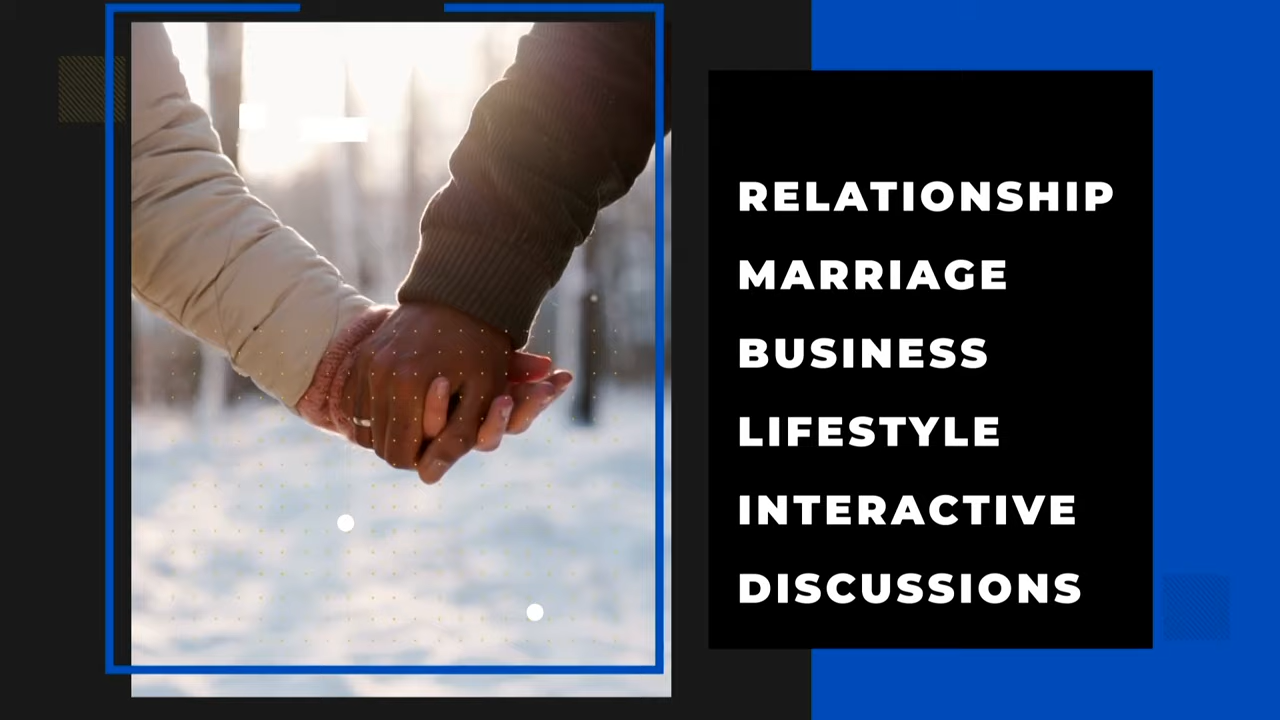 RELATIONSHIP
MARRIAGE
BUSINESS
LIFESTYLE
INTERACTIVE
DISCUSSIONS